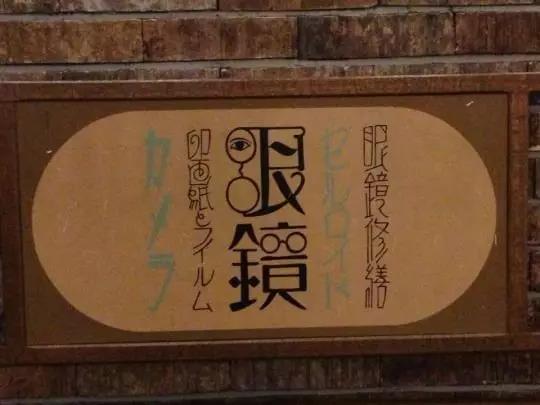 眼鏡修繕
セルロイド
眼鏡
印画紙とフイルム
カメラ